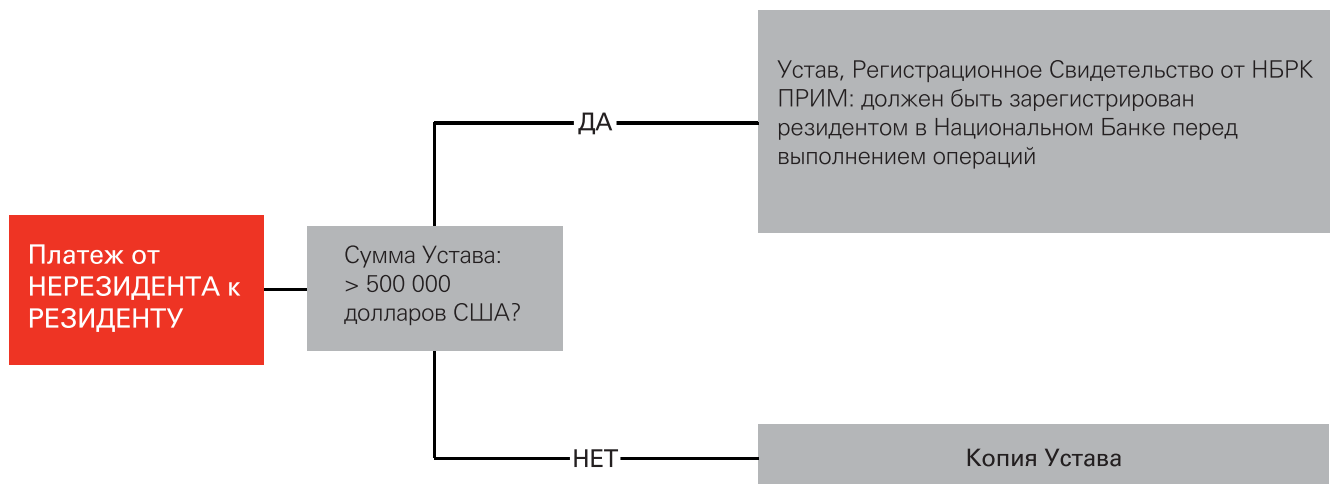 Платеж от
НЕРЕЗИДЕНТА к
РЕЗИДЕНТУ
Сумма Устава:
> 500 000
долларов США?
ДА
Устав, Регистрационное Свидетельство от НБРК
ПРИМ: должен быть зарегистрирован
резидентом в Национальном Банке перед
выполнением операций
НЕТ
Копия Устава